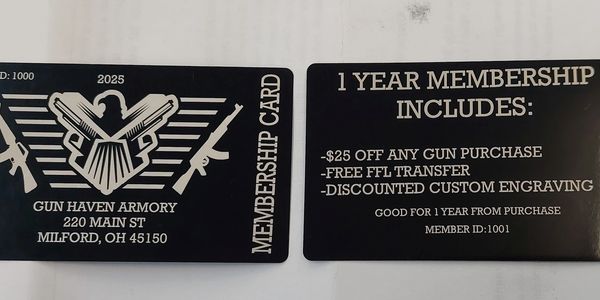 D: 1000
2025
MEMBERSHIP CARD
GUN HAVEN ARMORY
220 MAIN ST
MILFORD, OH 45150
1 YEAR MEMBERSHIP
INCLUDES:
-$25 OFF ANY GUN PURCHASE
-FREE FFL TRANSFER
-DISCOUNTED CUSTOM ENGRAVING
GOOD FOR 1 YEAR FROM PURCHASE
MEMBER ID:1001